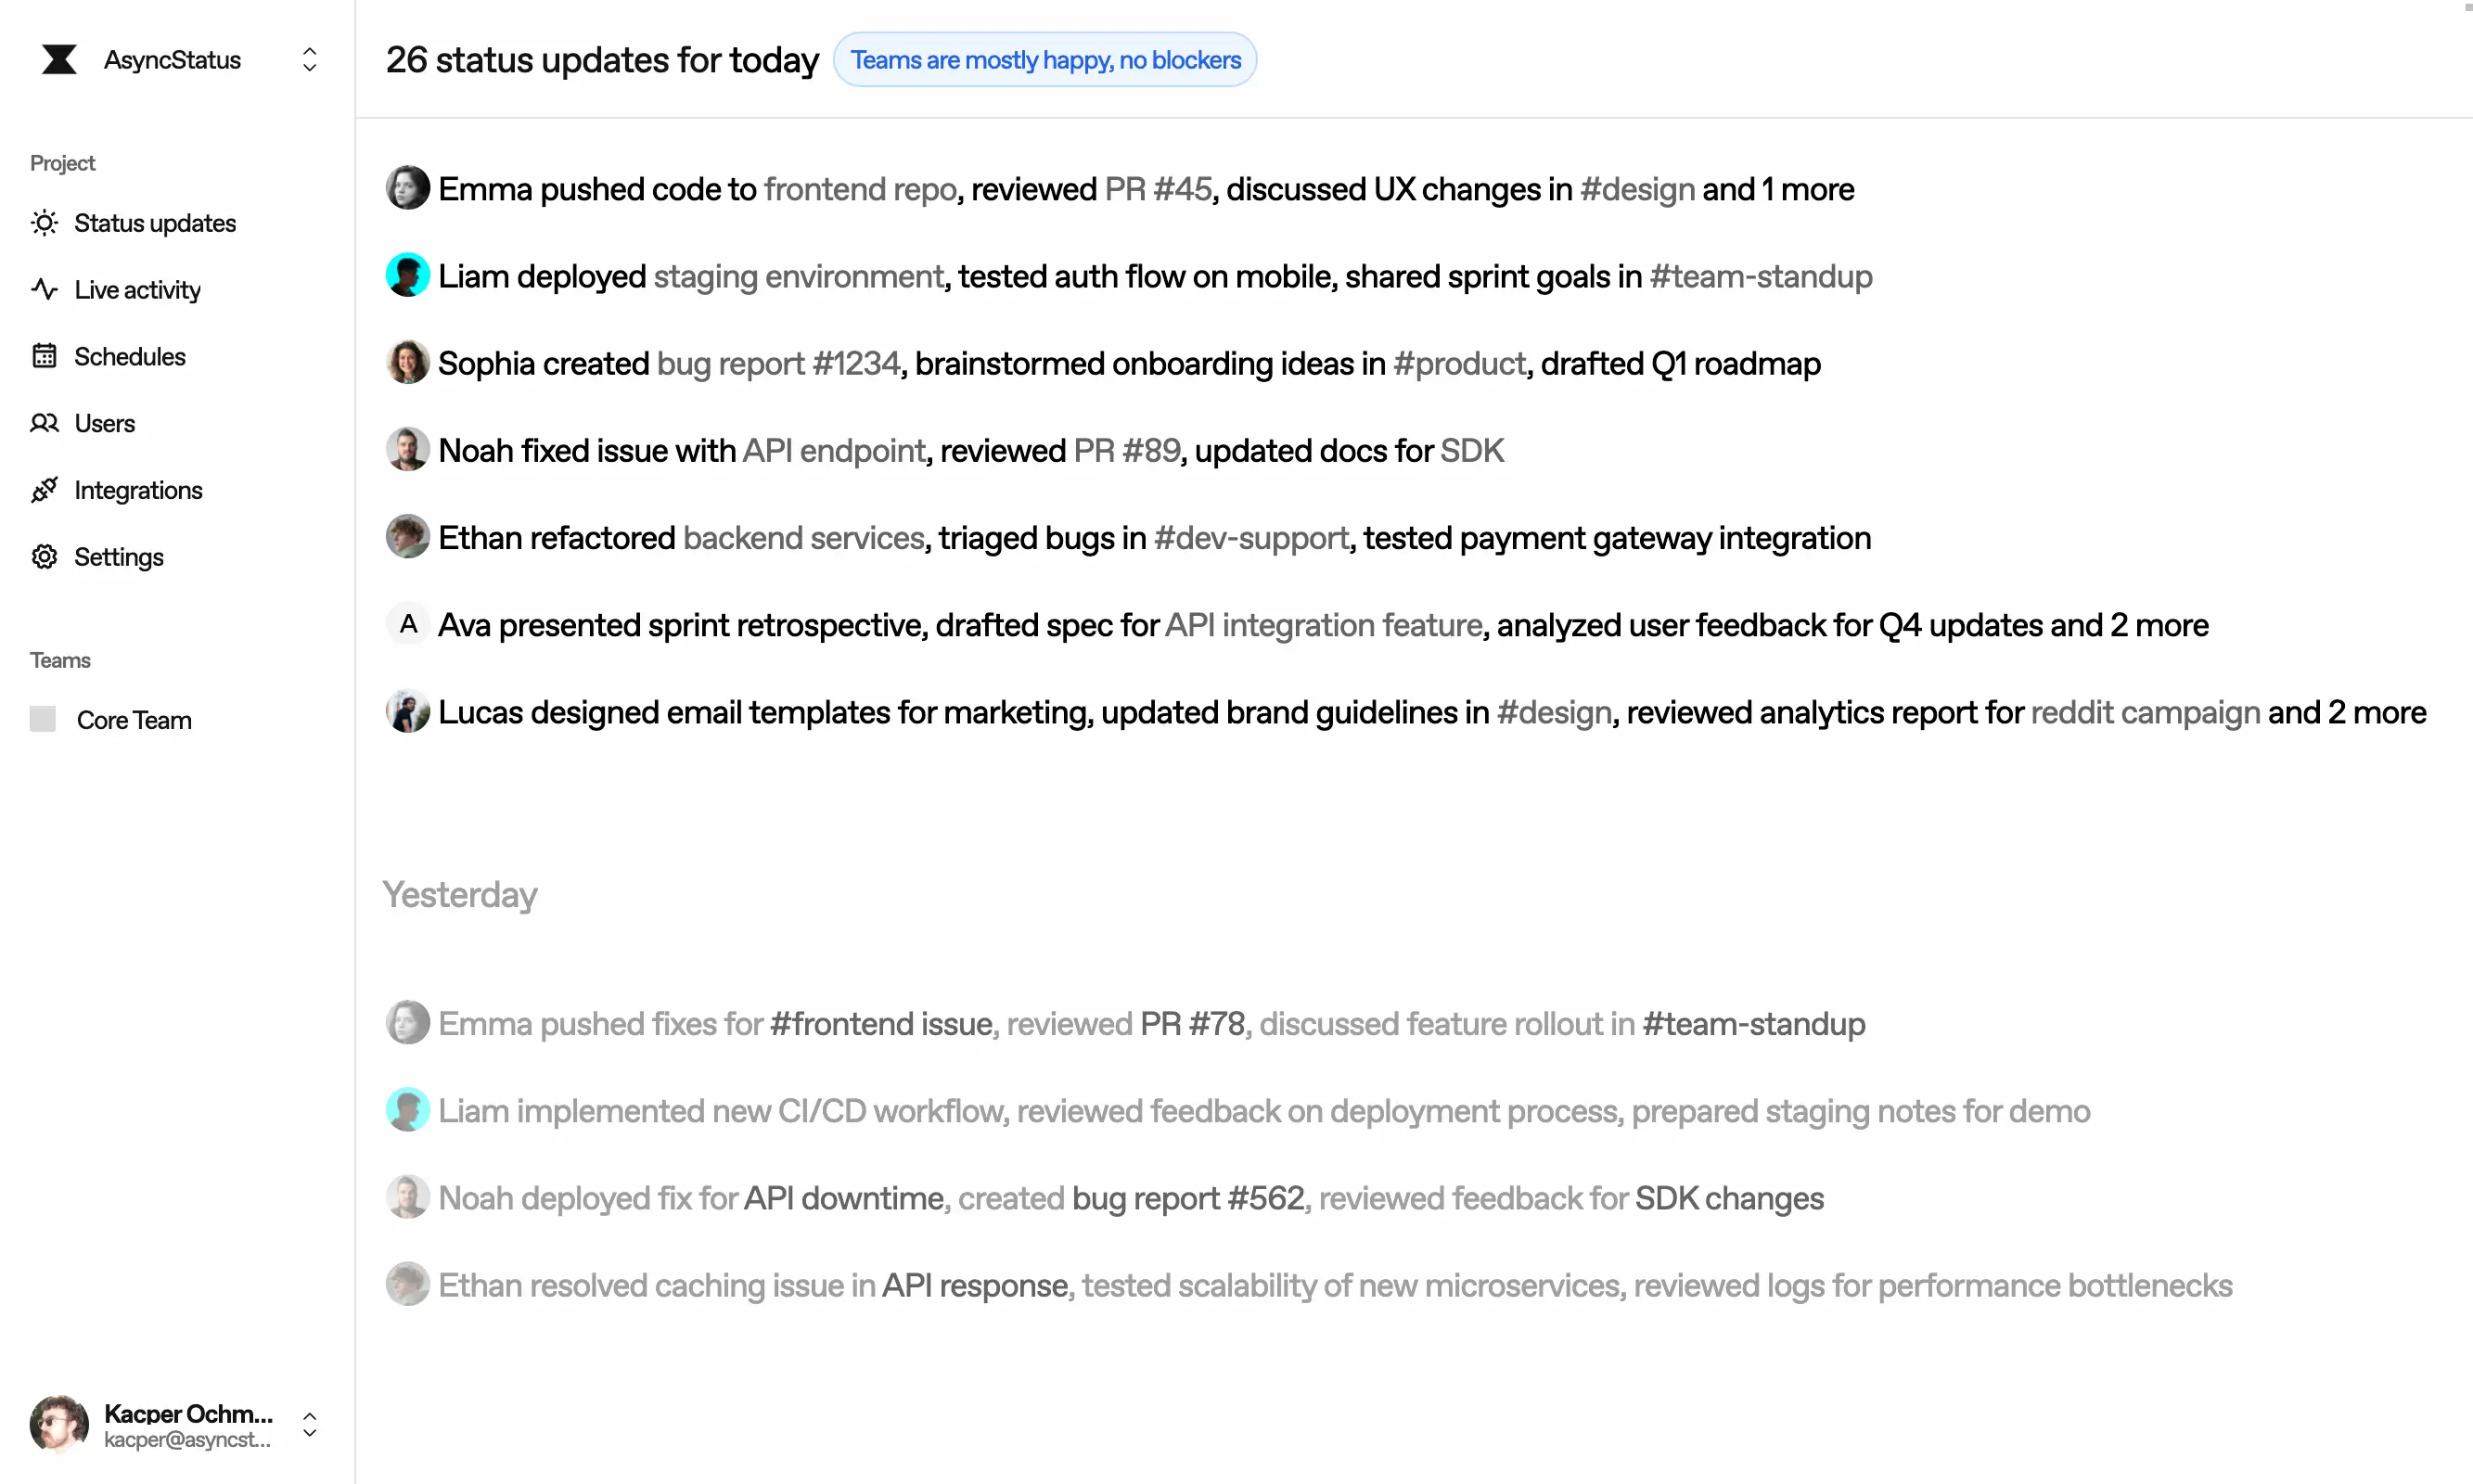 AsyncStatus
Project
Status updates
Live activity
Schedules
Users
Integrations
Settings
Teams
Core Team
Kacper Ochm...
kacper@asyncst...
26 status updates for today
Teams are mostly happy, no blockers
Emma pushed code to frontend repo, reviewed PR #45, discussed UX changes in #design and 1 more
Liam deployed staging environment, tested auth flow on mobile, shared sprint goals in #team-standup
Sophia created bug report #1234, brainstormed onboarding ideas in #product, drafted Q1 roadmap
Noah fixed issue with API endpoint, reviewed PR #89, updated docs for SDK
Ethan refactored backend services, triaged bugs in #dev-support, tested payment gateway integration
A Ava presented sprint retrospective, drafted spec for API integration feature, analyzed user feedback for Q4 updates and 2 more
Lucas designed email templates for marketing, updated brand guidelines in #design, reviewed analytics report for reddit campaign and 2 more
Yesterday
Emma pushed fixes for #frontend issue, reviewed PR #78, discussed feature rollout in #team-standup
Liam implemented new CI/CD workflow, reviewed feedback on deployment process, prepared staging notes for demo
Noah deployed fix for API downtime, created bug report #562, reviewed feedback for SDK changes
Ethan resolved caching issue in API response, tested scalability of new microservices, reviewed logs for performance bottlenecks